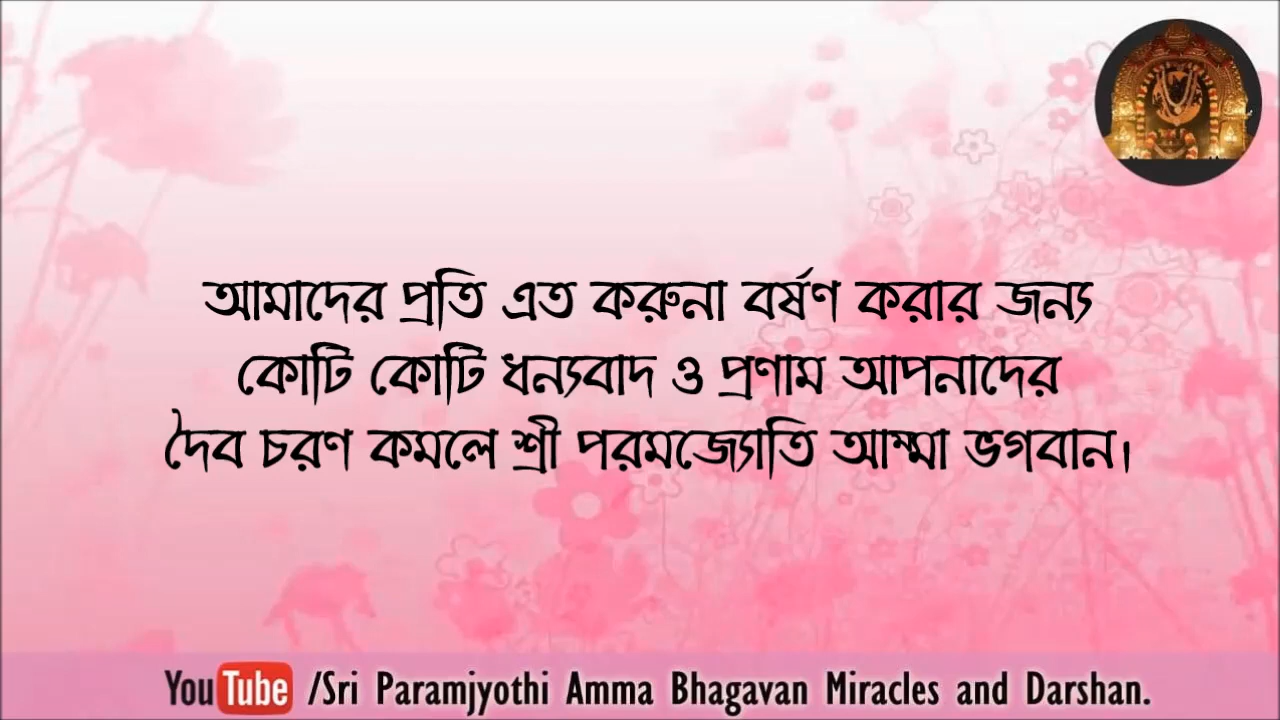 আমাদের প্রতি এত করুনা বর্ষণ করার জন্য
কোটি কোটি ধন্যবাদ ও প্রণাম আপনাদের
দৈব চরণ কমলে শ্রী পরমজ্যোতি আম্মা ভগবান।
YouTube /Sri Paramjyothi Amma Bhagavan Miracles and Darshan.